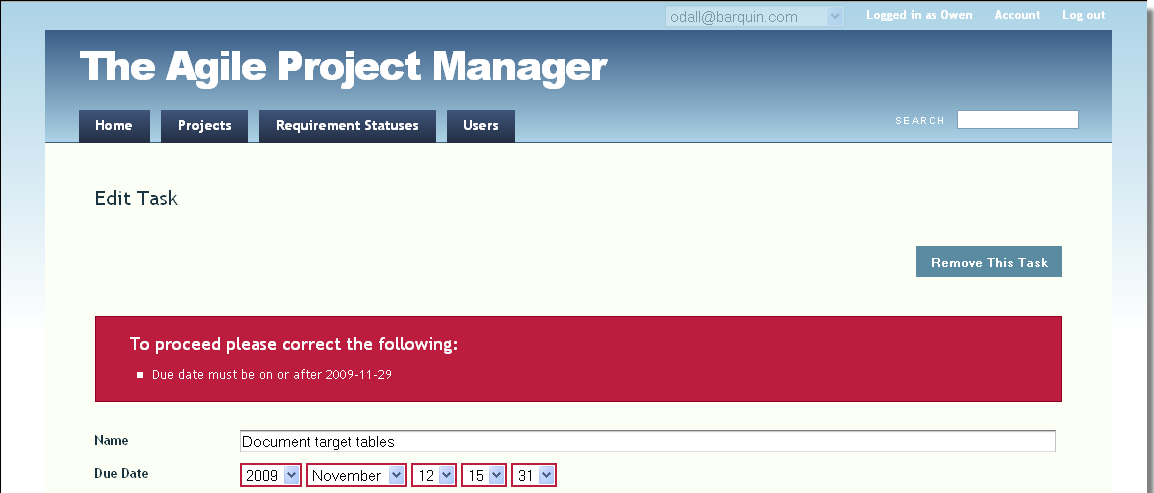 odall@barquin.com Logged in as Owen Account Log out
The Agile Project Manager
Home Projects Requirement Statuses Users SEARCH
Edit Task
Remove This Task
To proceed please correct the following:
Due date must be on or after 2009-11-29
Name Document target tables
Due Date 2009 November 12 15 31